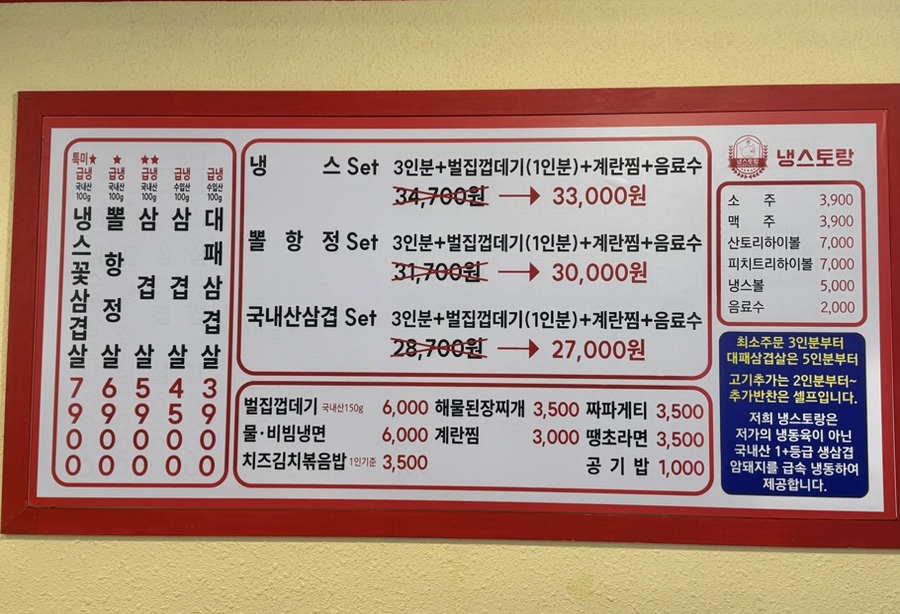 특미★
급냉
국내산
100g
냉스꽃삼겹살
7900
★
급냉
국내산
100g
뽈항정살
6900
★★
급냉
국내산
100g
삼겹살
5900
급냉
수입산
100g
삼겹살
4500
급냉
수입산
100g
대패삼겹살
3900
냉 스 Set 3인분+벌집껍데기(1인분)+계란찜+음료수
34,700원 → 33,000원
뽈 항 정 Set 3인분+벌집껍데기(1인분)+계란찜+음료수
31,700원 → 30,000원
국내산삼겹 Set 3인분+벌집껍데기(1인분)+계란찜+음료수
28,700원 → 27,000원
벌집껍데기 국내산150g 6,000 해물된장찌개 3,500 짜파게티 3,500
물·비빔냉면 6,000 계란찜 3,000 땡초라면 3,500
치즈김치볶음밥 1인기준 3,500 공 기 밥 1,000
냉스토랑
소 주 3,900
맥 주 3,900
산토리하이볼 7,000
피치트리하이볼 7,000
냉스볼 5,000
음료수 2,000
최소주문 3인분부터
대패삼겹살은 5인분부터
고기추가는 2인분부터~
추가반찬은 셀프입니다.
저희 냉스토랑은
저가의 냉동육이 아닌
국내산 1+등급 생삼겹
암돼지를 급속 냉동하여
제공합니다.